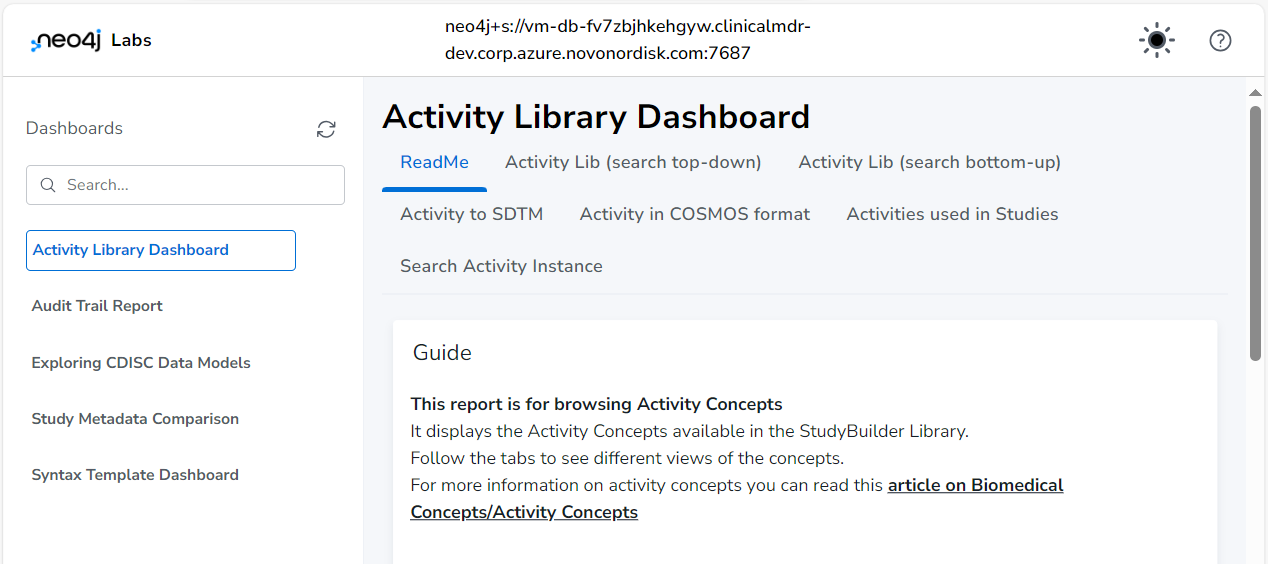 neo4j Labs
neo4j+s://vm-db-fv7zbjhkehgyw.clinicalmdr-
dev.corp.azure.novonordisk.com:7687
Dashboards
Search...
Activity Library Dashboard
Audit Trail Report
Exploring CDISC Data Models
Study Metadata Comparison
Syntax Template Dashboard
Activity Library Dashboard
ReadMe Activity Lib (search top-down) Activity Lib (search bottom-up)
Activity to SDTM Activity in COSMOS format Activities used in Studies
Search Activity Instance
Guide
This report is for browsing Activity Concepts
It displays the Activity Concepts available in the StudyBuilder Library.
Follow the tabs to see different views of the concepts.
For more information on activity concepts you can read this article on Biomedical
Concepts/Activity Concepts